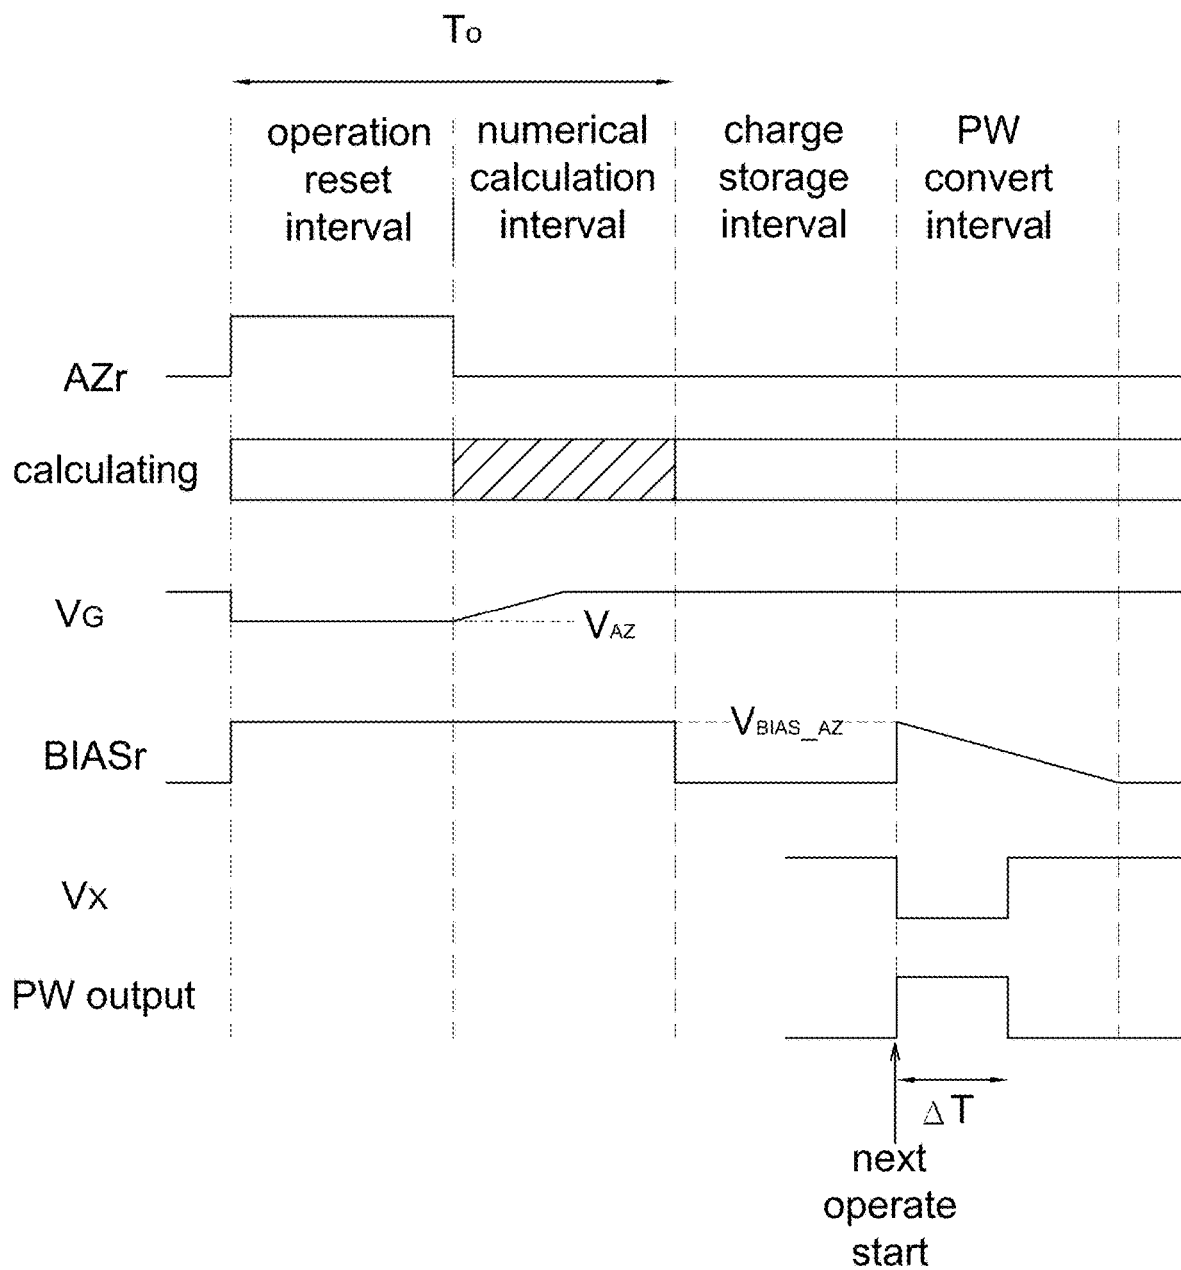 To
operation
reset
interval
numerical
calculation
interval
charge
storage
interval
PW
convert
interval
AZr
calculating
VG
VAZ
BIASr
VBIAS_AZ
VX
PW output
ΔT
next
operate
start